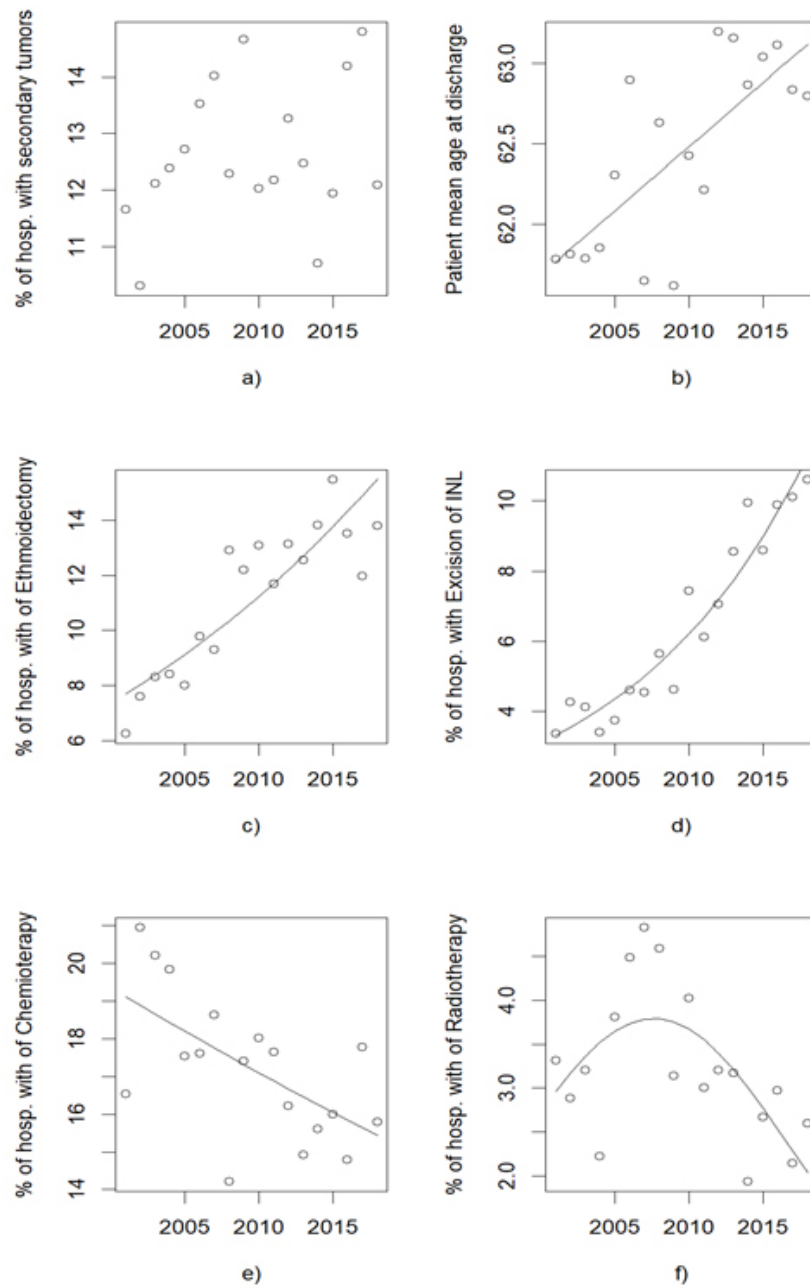 % of hosp. with secondary tumors
14
13
12
11
2005 2010 2015
a)
Patient mean age at discharge
63.0
62.5
62.0
2005 2010 2015
b)
% of hosp. with of Ethmoidectomy
14
12
10
8
6
2005 2010 2015
c)
% of hosp. with Excision of INL
10
8
6
4
2005 2010 2015
d)
% of hosp. with of Chemioterapy
20
18
16
14
2005 2010 2015
e)
% of hosp. with of Radiotherapy
4.0
3.0
2.0
2005 2010 2015
f)